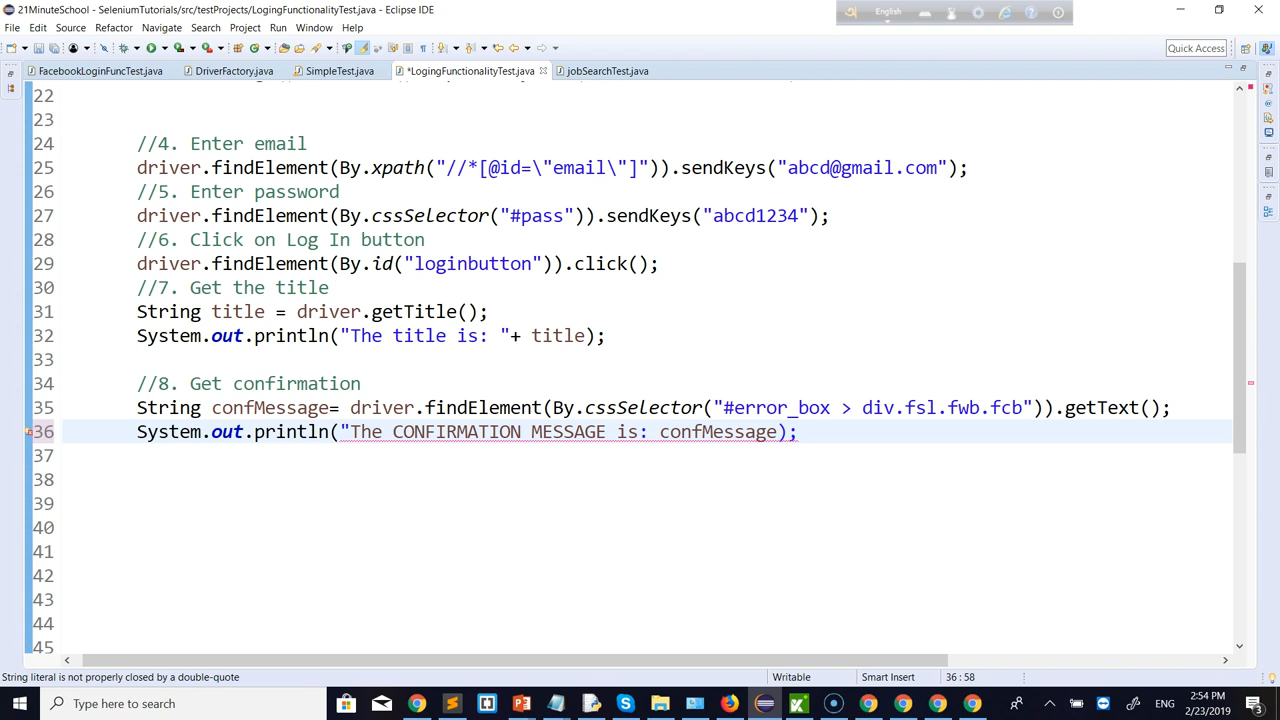 21MinuteSchool - SeleniumTutorials/src/testProjects/LogingFunctionalityTest.java - Eclipse IDE
English
File Edit Source Refactor Navigate Search Project Run Window Help
Quick Access
FacebookLoginFuncTest.java DriverFactory.java SimpleTest.java *LogingFunctionalityTest.java jobSearchTest.java
22
23
24 //4. Enter email
25 driver.findElement(By.xpath("//*[@id=\"email\"]")).sendKeys("abcd@gmail.com");
26 //5. Enter password
27 driver.findElement(By.cssSelector("#pass")).sendKeys("abcd1234");
28 //6. Click on Log In button
29 driver.findElement(By.id("loginbutton")).click();
30 //7. Get the title
31 String title = driver.getTitle();
32 System.out.println("The title is: "+ title);
33
34 //8. Get confirmation
35 String confMessage= driver.findElement(By.cssSelector("#error_box > div.fsl.fwb.fcb")).getText();
36 System.out.println("The CONFIRMATION MESSAGE is: confMessage);
37
38
39
40
41
42
43
44
45
String literal is not properly closed by a double-quote Writable Smart Insert 36 : 58
Type here to search
ENG
2:54 PM
2/23/2019
3